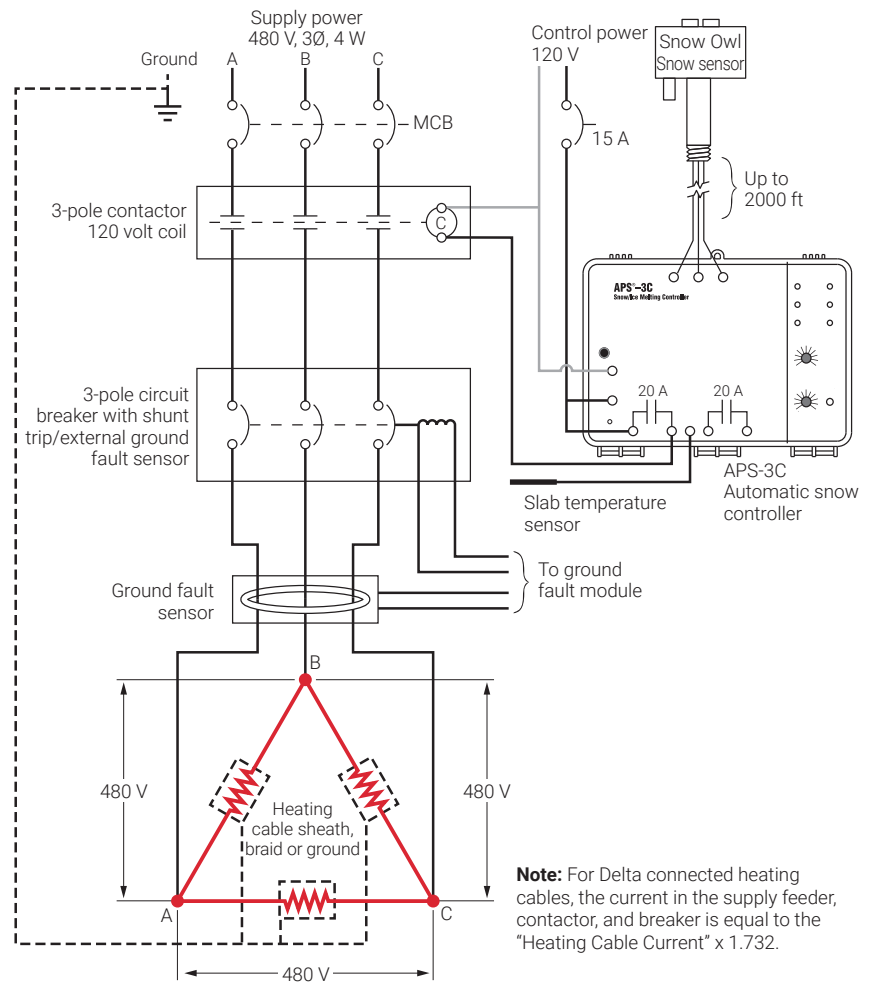 Supply power
480 V, 3Ø, 4 W
Ground
A
B
C
MCB
Control power
120 V
15 A
Snow Owl
Snow sensor
Up to
2000 ft
3-pole contactor
120 volt coil
C
APS®–3C
Snow/Ice Melting Controller
20 A
20 A
3-pole circuit
breaker with shunt
trip/external ground
fault sensor
APS-3C
Automatic snow
controller
Slab temperature
sensor
To ground
fault module
Ground fault
sensor
B
480 V
480 V
Heating
cable sheath,
braid or ground
A
C
480 V
Note: For Delta connected heating
cables, the current in the supply feeder,
contactor, and breaker is equal to the
“Heating Cable Current” x 1.732.